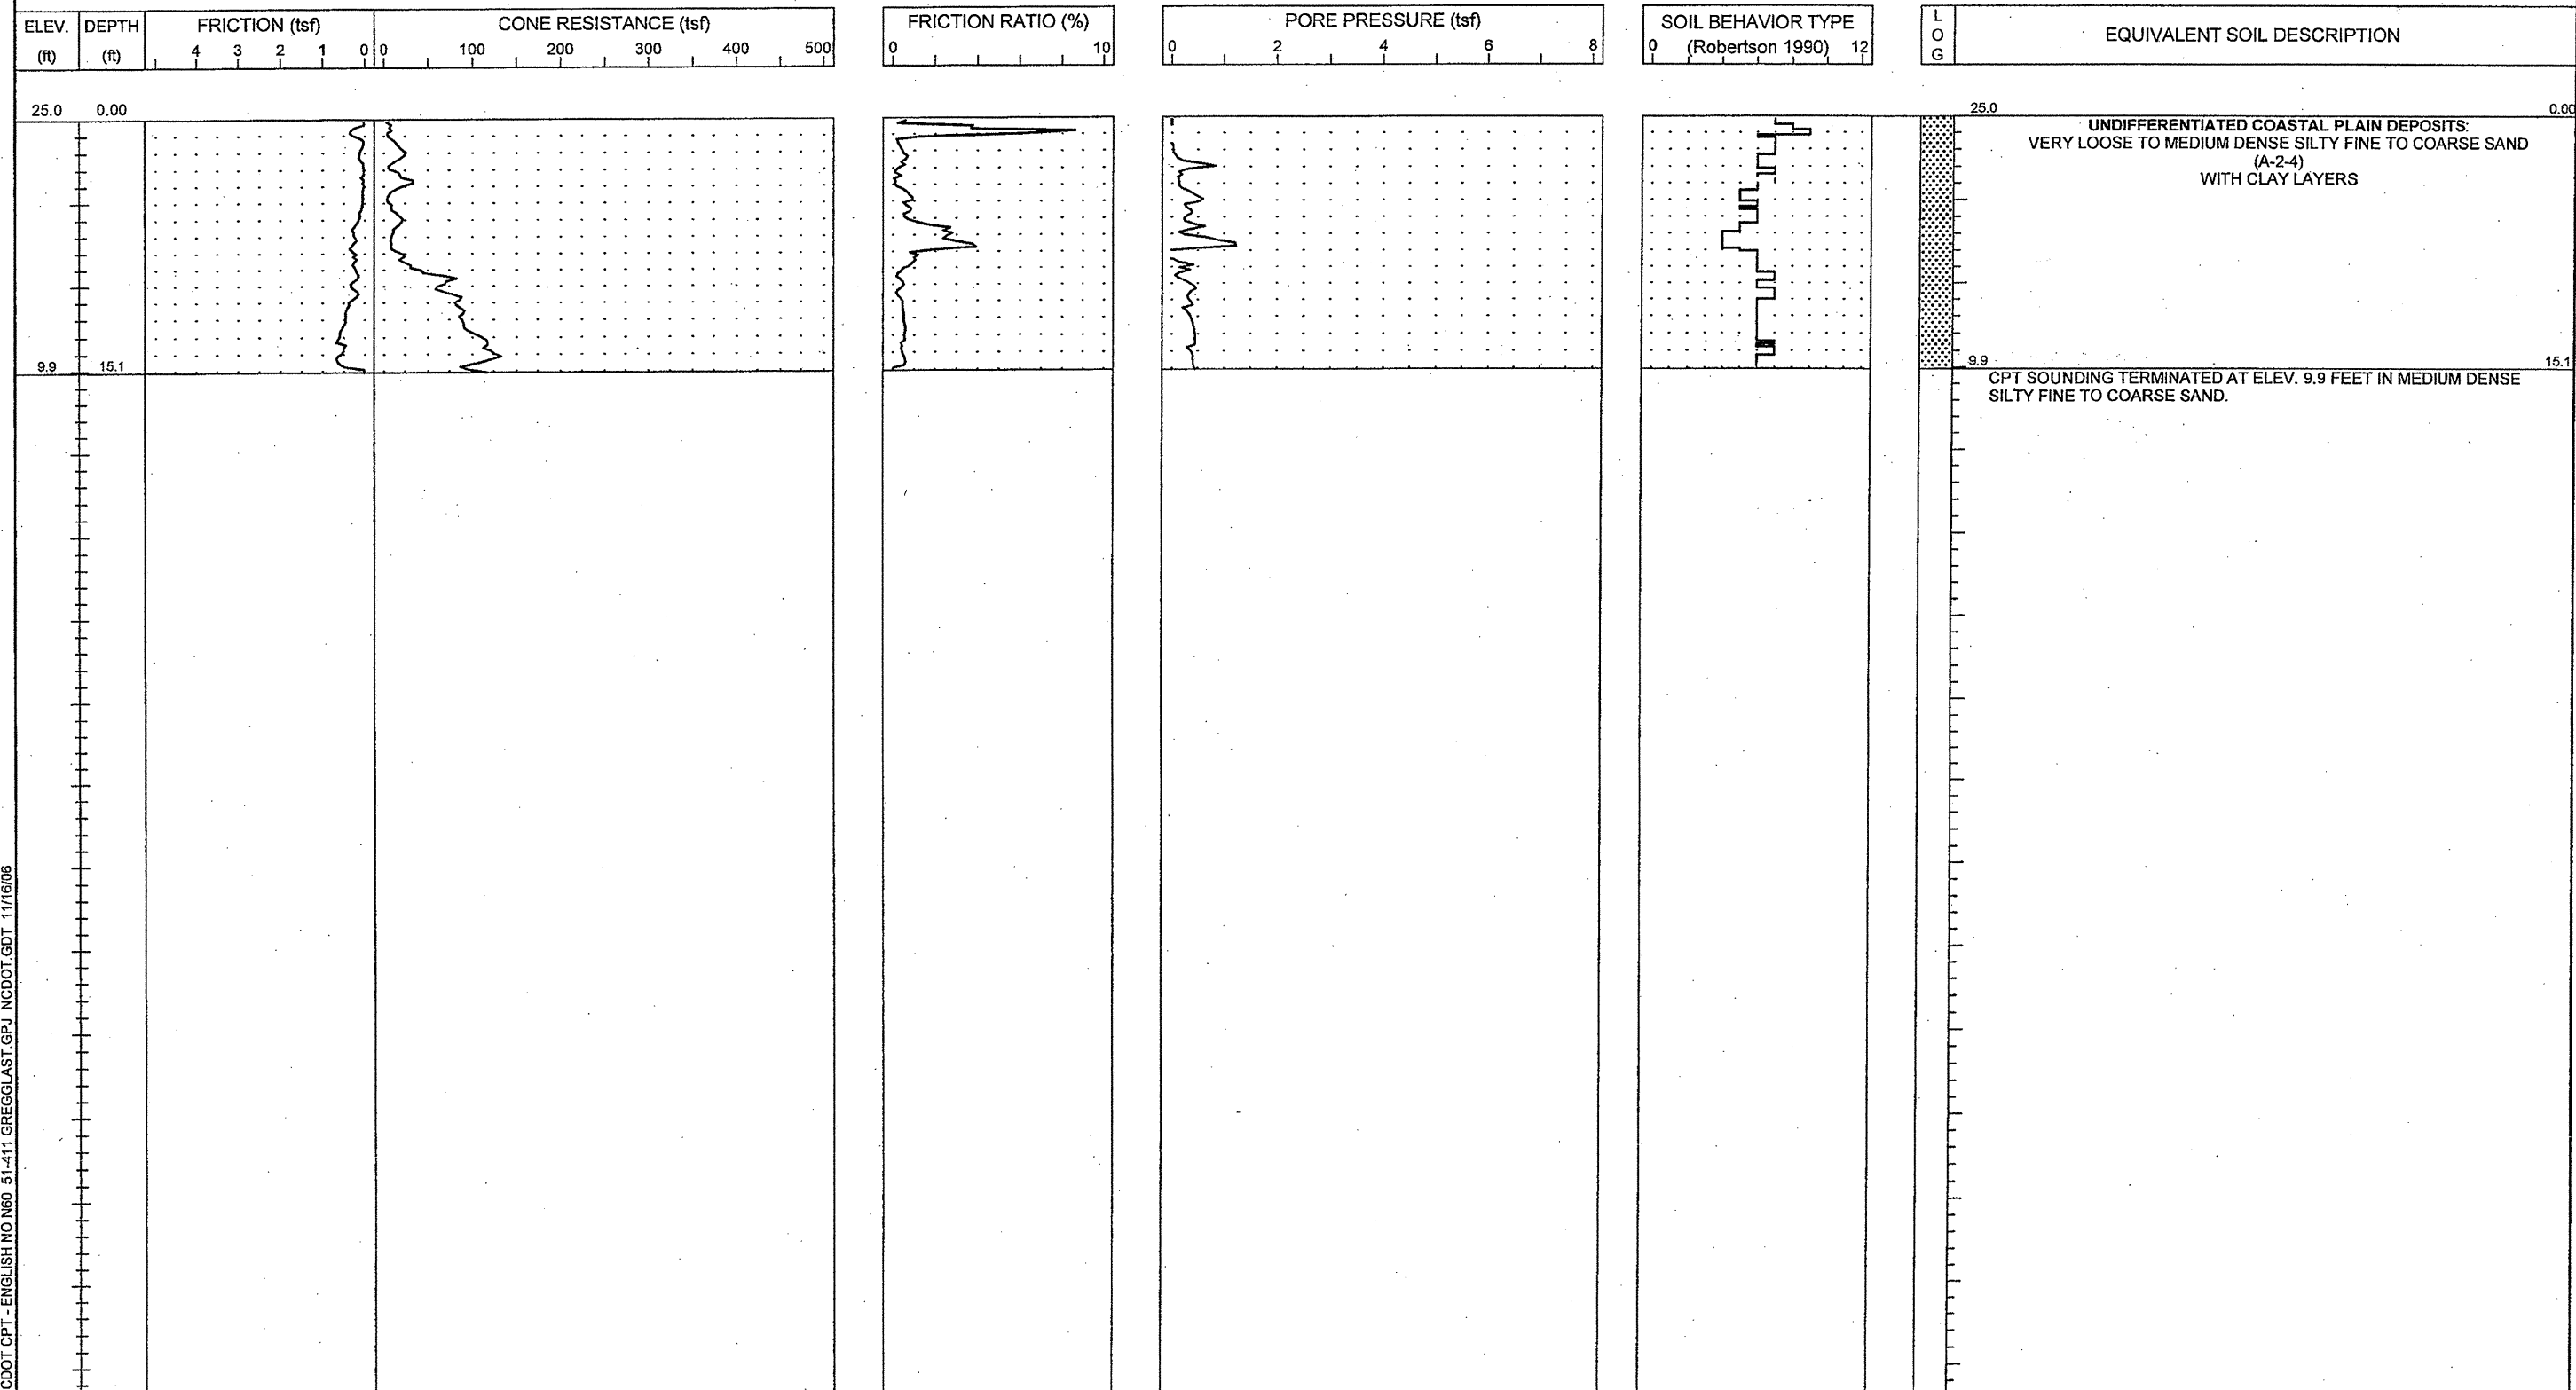 ELEV. DEPTH FRICTION (tsf) CONE RESISTANCE (tsf) FRICTION RATIO (%) PORE PRESSURE (tsf) SOIL BEHAVIOR TYPE L O G EQUIVALENT SOIL DESCRIPTION
(ft) (ft) 4 3 2 1 0 0 100 200 300 400 500 0 10 0 2 4 6 8 0 (Robertson 1990) 12
25.0 0.00 25.0 0.00
UNDIFFERENTIATED COASTAL PLAIN DEPOSITS:
VERY LOOSE TO MEDIUM DENSE SILTY FINE TO COARSE SAND
(A-2-4)
WITH CLAY LAYERS
9.9 15.1 9.9 15.1
CPT SOUNDING TERMINATED AT ELEV. 9.9 FEET IN MEDIUM DENSE
SILTY FINE TO COARSE SAND.
CDOT CPT - ENGLISH NO N60 51-411 GREGGLAST.GPJ NCDOT.GDT 11/16/06